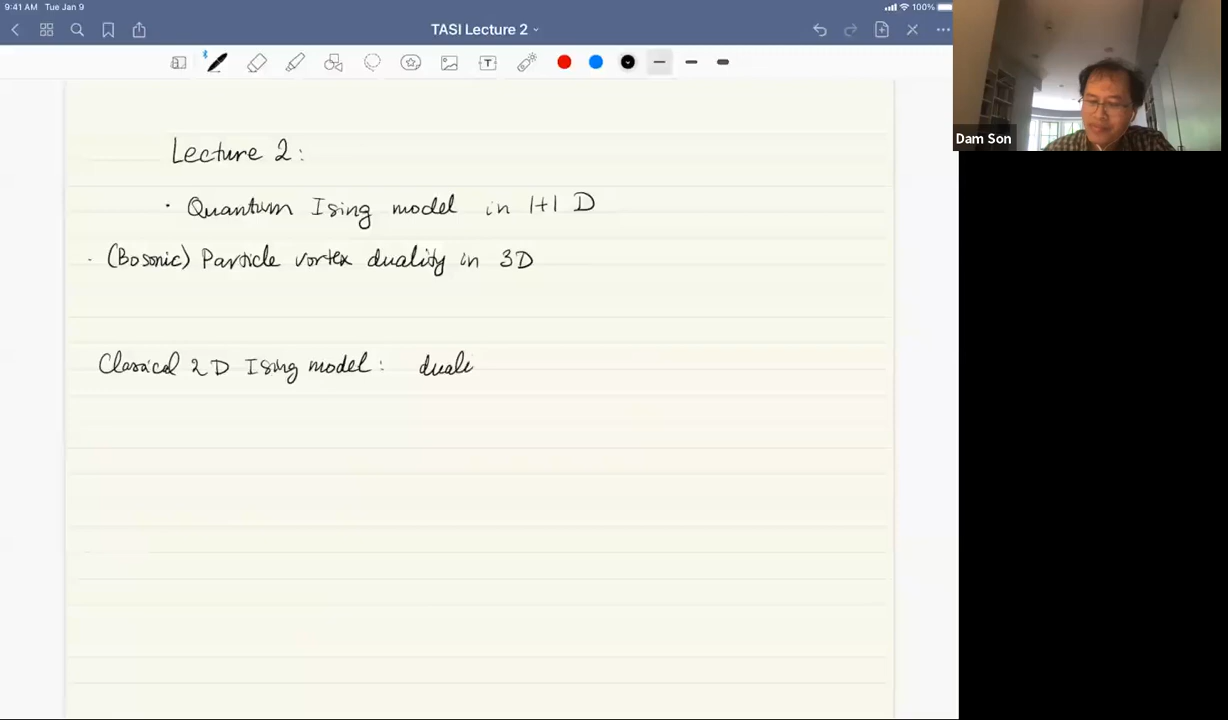 9:41 AM Tue Jan 9
100%
TASI Lecture 2
T
Dam Son
Lecture 2:
· Quantum Ising model in 1+1 D
· (Bosonic) Particle vortex duality in 3D
Classical 2D Ising model: duali